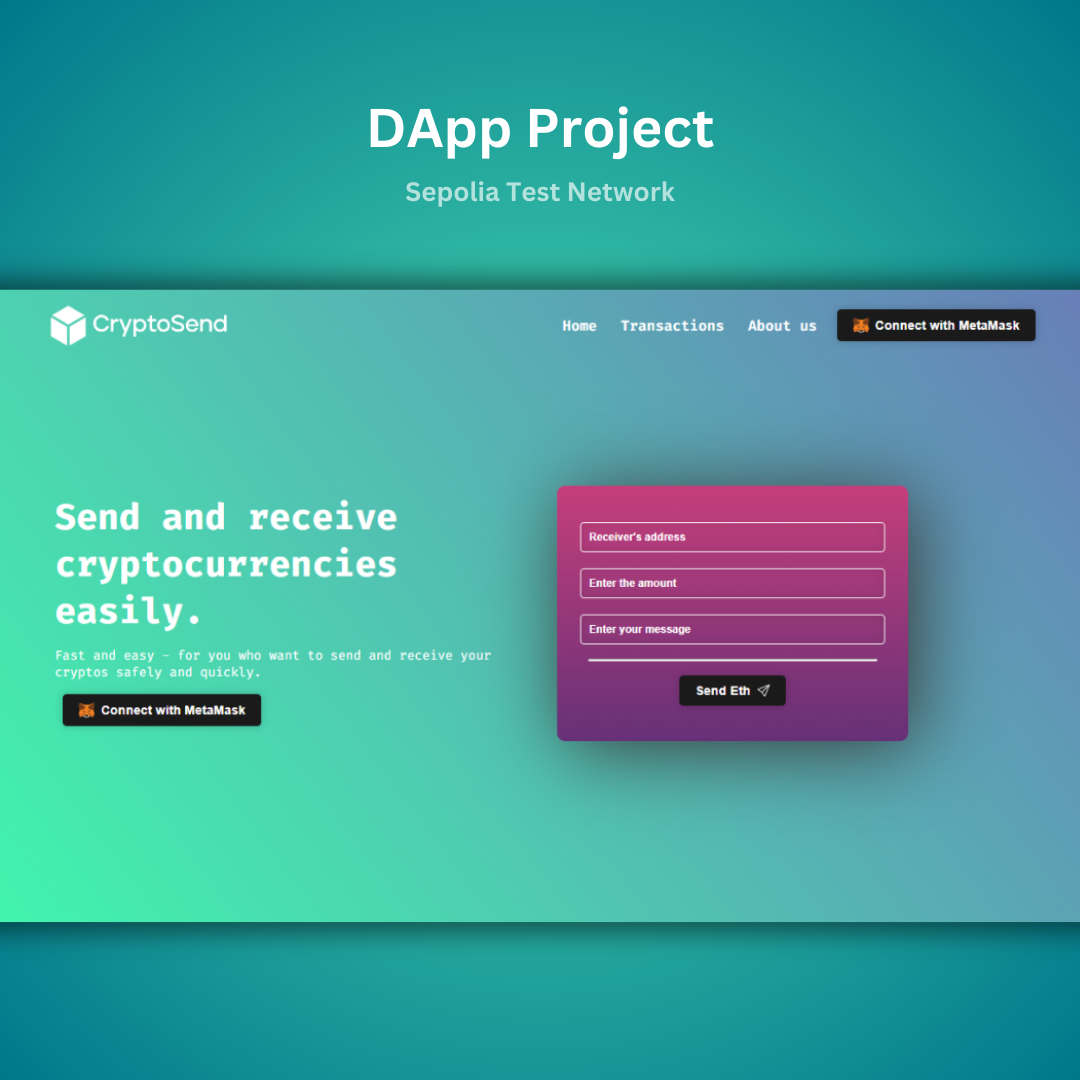 DApp Project
Sepolia Test Network
CryptoSend
Home Transactions About us Connect with MetaMask
Send and receive
cryptocurrencies
easily.
Fast and easy - for you who want to send and receive your
cryptos safely and quickly.
Connect with MetaMask
Receiver's address
Enter the amount
Enter your message
Send Eth